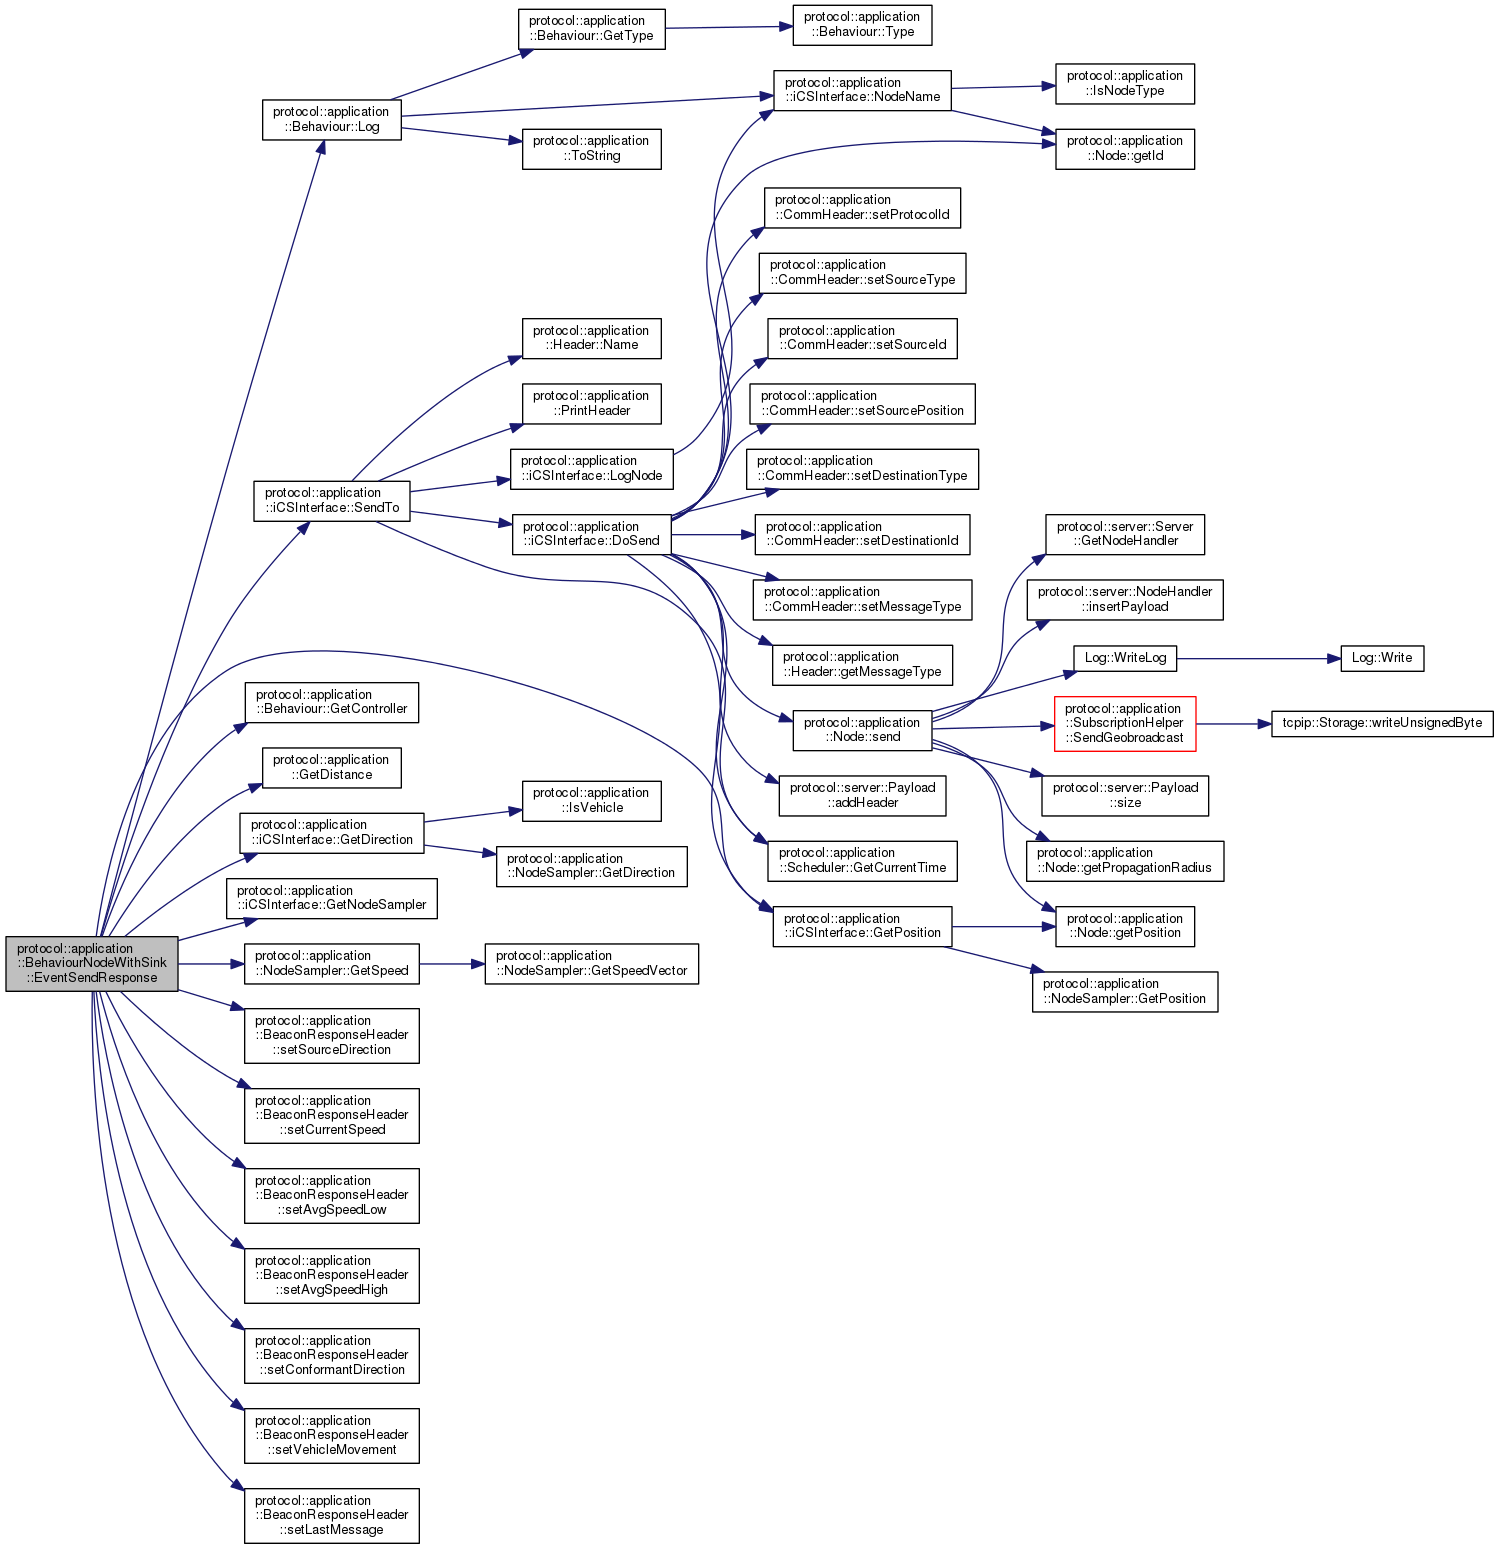 protocol::application
::Behaviour::GetType
protocol::application
::Behaviour::Type
protocol::application
::Behaviour::Log
protocol::application
::iCSInterface::NodeName
protocol::application
::IsNodeType
protocol::application
::ToString
protocol::application
::Node::getId
protocol::application
::CommHeader::setProtocolId
protocol::application
::CommHeader::setSourceType
protocol::application
::Header::Name
protocol::application
::CommHeader::setSourceId
protocol::application
::PrintHeader
protocol::application
::CommHeader::setSourcePosition
protocol::application
::iCSInterface::LogNode
protocol::application
::CommHeader::setDestinationType
protocol::application
::iCSInterface::SendTo
protocol::application
::iCSInterface::DoSend
protocol::application
::CommHeader::setDestinationId
protocol::server::Server
::GetNodeHandler
protocol::application
::CommHeader::setMessageType
protocol::server::NodeHandler
::insertPayload
protocol::application
::Header::getMessageType
Log::WriteLog
Log::Write
protocol::application
::Behaviour::GetController
protocol::application
::Node::send
protocol::application
::SubscriptionHelper
::SendGeobroadcast
tcpip::Storage::writeUnsignedByte
protocol::application
::GetDistance
protocol::application
::IsVehicle
protocol::server::Payload
::addHeader
protocol::server::Payload
::size
protocol::application
::iCSInterface::GetDirection
protocol::application
::NodeSampler::GetDirection
protocol::application
::Scheduler::GetCurrentTime
protocol::application
::Node::getPropagationRadius
protocol::application
::iCSInterface::GetNodeSampler
protocol::application
::iCSInterface::GetPosition
protocol::application
::Node::getPosition
protocol::application
::BehaviourNodeWithSink
::EventSendResponse
protocol::application
::NodeSampler::GetSpeed
protocol::application
::NodeSampler::GetSpeedVector
protocol::application
::NodeSampler::GetPosition
protocol::application
::BeaconResponseHeader
::setSourceDirection
protocol::application
::BeaconResponseHeader
::setCurrentSpeed
protocol::application
::BeaconResponseHeader
::setAvgSpeedLow
protocol::application
::BeaconResponseHeader
::setAvgSpeedHigh
protocol::application
::BeaconResponseHeader
::setConformantDirection
protocol::application
::BeaconResponseHeader
::setVehicleMovement
protocol::application
::BeaconResponseHeader
::setLastMessage